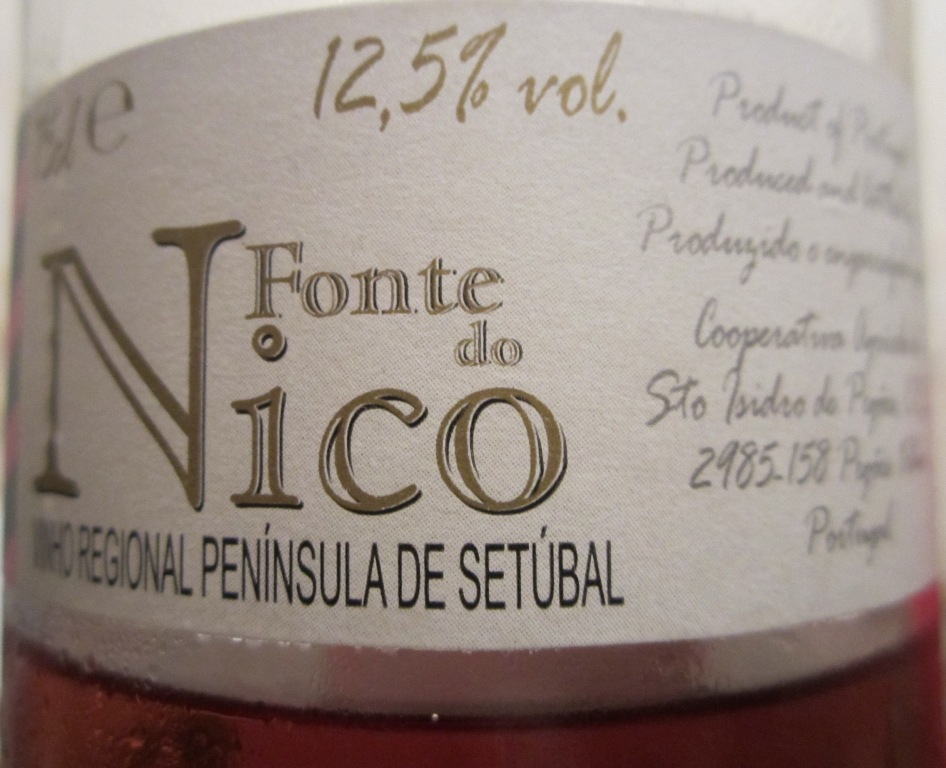 12,5% vol.
Fonte
do
Nico
VINHO REGIONAL PENÍNSULA DE SETÚBAL
Product of
Produced and
Produzido e
Cooperativa
Sto Isidro de
2985-158
Portugal